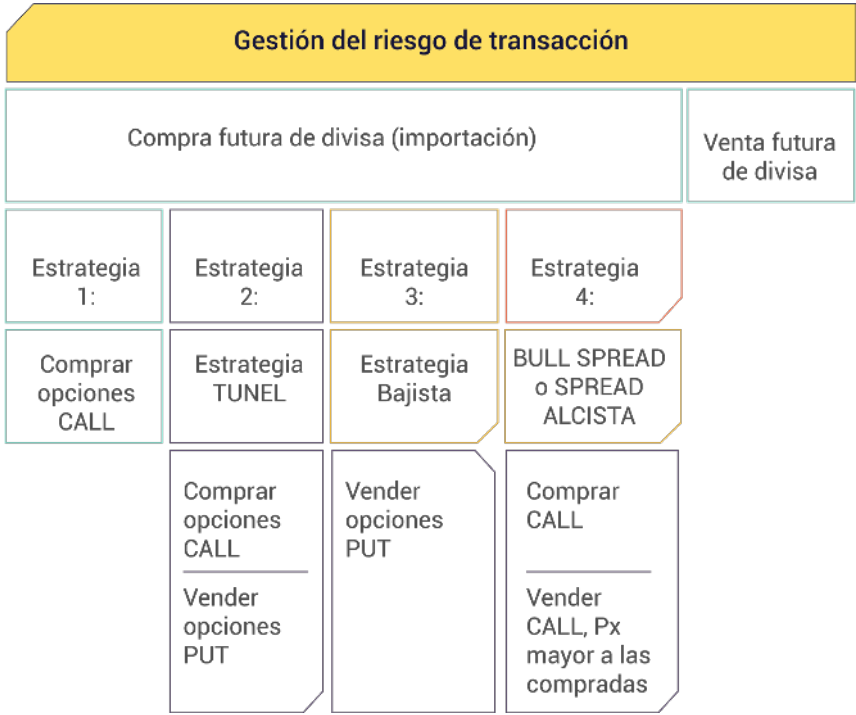 Gestión del riesgo de transacción
Compra futura de divisa (importación)
Venta futura
de divisa
Estrategia
1:
Estrategia
2:
Estrategia
3:
Estrategia
4:
Comprar
opciones
CALL
Estrategia
TUNEL
Estrategia
Bajista
BULL SPREAD
o SPREAD
ALCISTA
Comprar
opciones
CALL
Vender
opciones
PUT
Vender
opciones
PUT
Comprar
CALL
Vender
CALL, Px
mayor a las
compradas